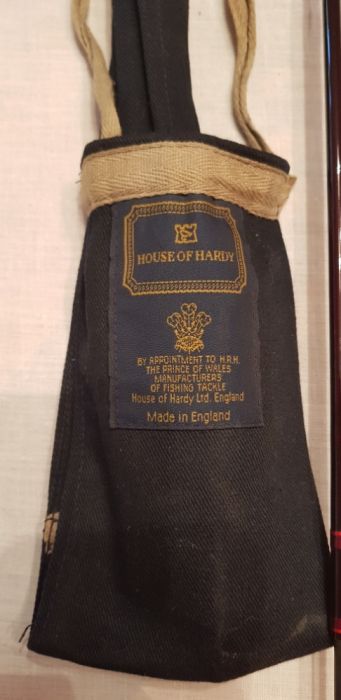 HOUSE OF HARDY
BY APPOINTMENT TO H.R.H.
THE PRINCE OF WALES
MANUFACTURERS
OF FISHING TACKLE
House of Hardy Ltd. England
Made in England